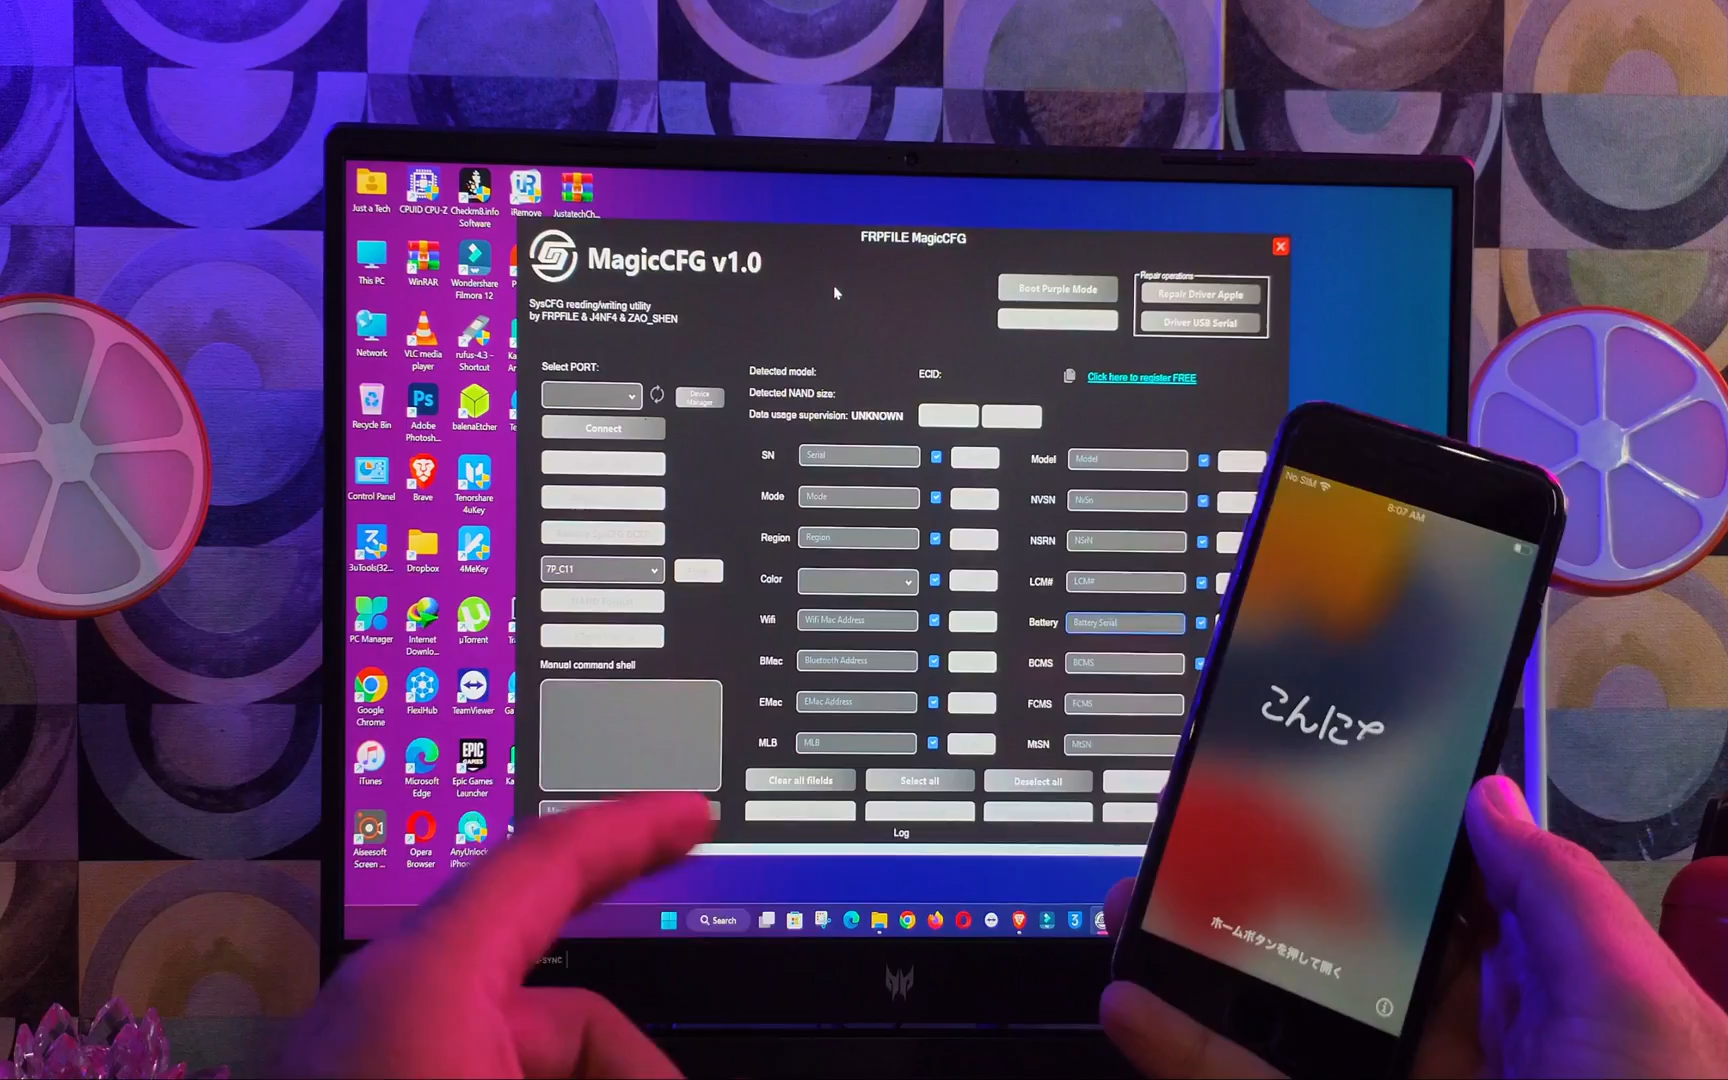 Just a Tech
CPUID CPU-Z
Checkm8.info
Software
iRemove
JustatechCh...
This PC
WinRAR
Wondershare
Filmora 12
Network
VLC media
player
rufus-4.3 -
Shortcut
Recycle Bin
Adobe
Photosh...
balenaEtcher
Control Panel
Brave
Tenorshare
4uKey
3uTools(32...
Dropbox
4MeKey
PC Manager
Internet
Downlo...
µTorrent
Google
Chrome
FlexiHub
TeamViewer
iTunes
Microsoft
Edge
Epic Games
Launcher
Aiseesoft
Screen ...
Opera
Browser
AnyUnlock
iPho...
FRPFILE MagicCFG
MagicCFG v1.0
SysCFG reading/writing utility
by FRPFILE & J4NF4 & ZAO_SHEN
Boot Purple Mode
Repair operations
Repair Driver Apple
Driver USB Serial
Select PORT:
Device
Manager
Connect
7P_C11
Manual command shell
Detected model:
ECID:
Click here to register FREE
Detected NAND size:
Data usage supervision: UNKNOWN
SN
Serial
Model
Model
Mode
Mode
NVSN
NvSn
Region
Region
NSRN
NSrN
Color
LCM#
LCM#
Wifi
Wifi Mac Address
Battery
Battery Serial
BMac
Bluetooth Address
BCMS
BCMS
EMac
EMac Address
FCMS
FCMS
MLB
MLB
MtSN
MtSN
Clear all fileds
Select all
Deselect all
Log
Search
No SIM
8:07 AM
こんにち
ホームボタンを押して開く